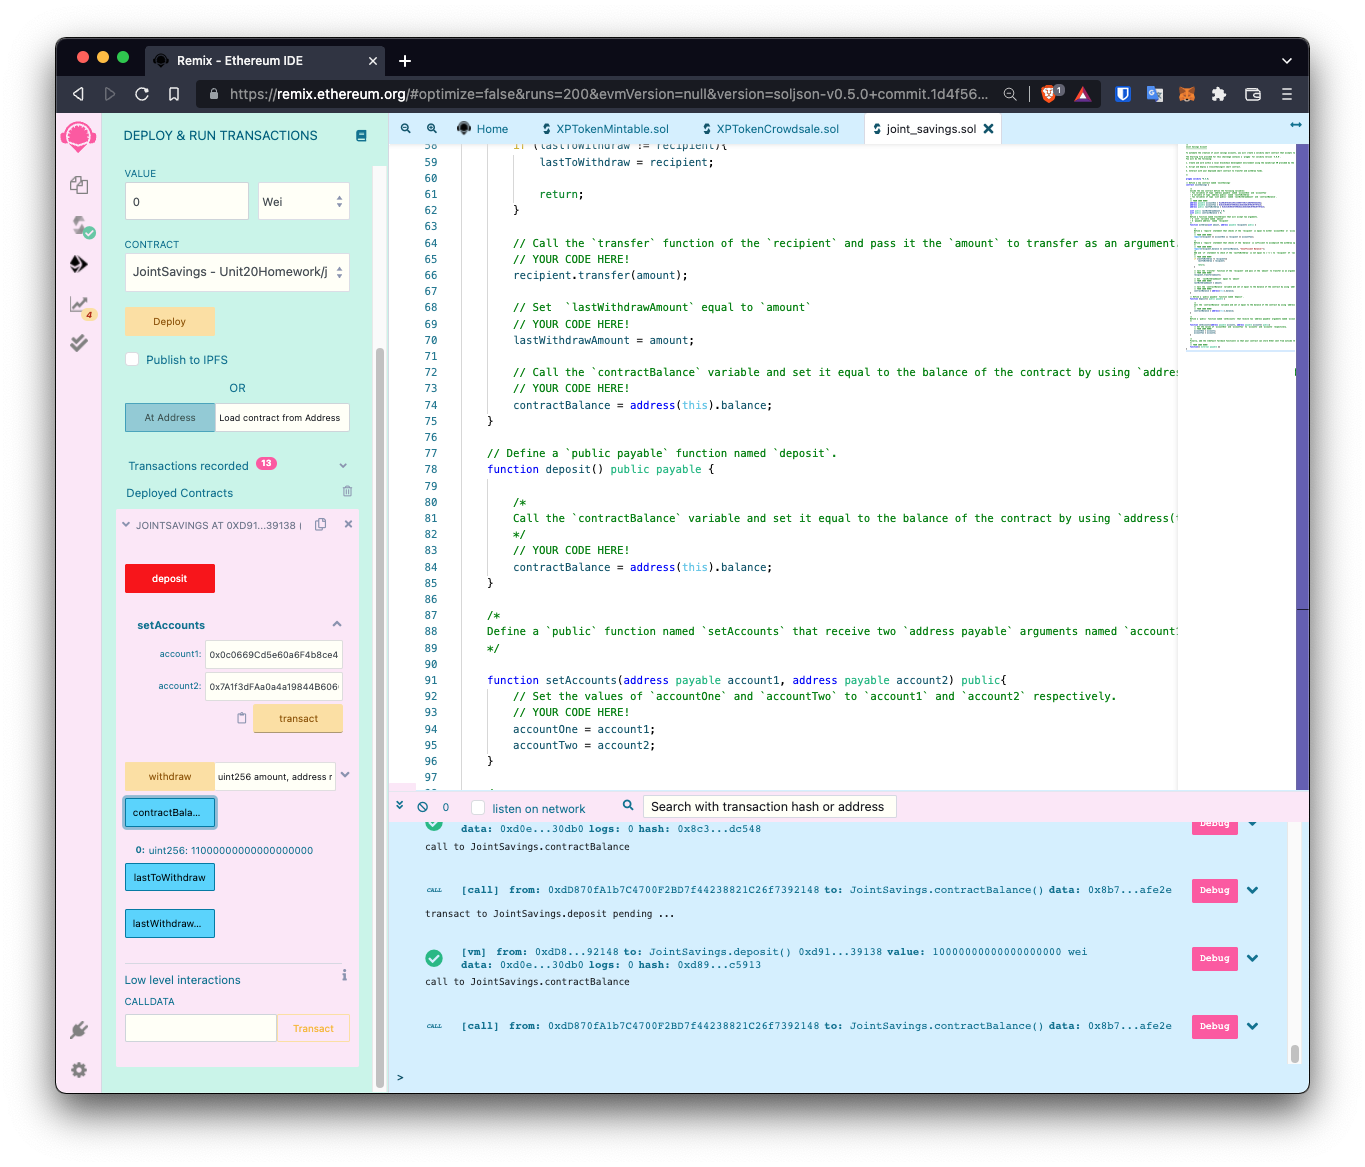 Remix - Ethereum IDE
https://remix.ethereum.org/#optimize=false&runs=200&evmVersion=null&version=soljson-v0.5.0+commit.1d4f56...
1
DEPLOY & RUN TRANSACTIONS
VALUE
0
Wei
CONTRACT
JointSavings - Unit20Homework/j
Deploy
Publish to IPFS
OR
At Address
Load contract from Address
Transactions recorded 13
Deployed Contracts
JOINTSAVINGS AT 0XD91...39138 (
deposit
setAccounts
account1: 0x0c0669Cd5e60a6F4b8ce4
account2: 0x7A1f3dFAa0a4a19844B606
transact
withdraw
uint256 amount, address r
contractBala...
0: uint256: 11000000000000000000
lastToWithdraw
lastWithdraw...
Low level interactions
CALLDATA
Transact
4
Home
XPTokenMintable.sol
XPTokenCrowdsale.sol
joint_savings.sol
58 if (lastToWithdraw != recipient){
59 lastToWithdraw = recipient;
60
61 return;
62 }
63
64 // Call the `transfer` function of the `recipient` and pass it the `amount` to transfer as an argument.
65 // YOUR CODE HERE!
66 recipient.transfer(amount);
67
68 // Set  `lastWithdrawAmount` equal to `amount`
69 // YOUR CODE HERE!
70 lastWithdrawAmount = amount;
71
72 // Call the `contractBalance` variable and set it equal to the balance of the contract by using `addres
73 // YOUR CODE HERE!
74 contractBalance = address(this).balance;
75 }
76
77 // Define a `public payable` function named `deposit`.
78 function deposit() public payable {
79
80 /*
81 Call the `contractBalance` variable and set it equal to the balance of the contract by using `address(t
82 */
83 // YOUR CODE HERE!
84 contractBalance = address(this).balance;
85 }
86
87 /*
88 Define a `public` function named `setAccounts` that receive two `address payable` arguments named `account1
89 */
90
91 function setAccounts(address payable account1, address payable account2) public{
92 // Set the values of `accountOne` and `accountTwo` to `account1` and `account2` respectively.
93 // YOUR CODE HERE!
94 accountOne = account1;
95 accountTwo = account2;
96 }
97
0
listen on network
Search with transaction hash or address
data: 0xd0e...30db0 logs: 0 hash: 0x8c3...dc548
Debug
call to JointSavings.contractBalance
CALL [call] from: 0xdD870fA1b7C4700F2BD7f44238821C26f7392148 to: JointSavings.contractBalance() data: 0x8b7...afe2e
Debug
transact to JointSavings.deposit pending ...
[vm] from: 0xdD8...92148 to: JointSavings.deposit() 0xd91...39138 value: 10000000000000000000 wei
data: 0xd0e...30db0 logs: 0 hash: 0xd89...c5913
Debug
call to JointSavings.contractBalance
CALL [call] from: 0xdD870fA1b7C4700F2BD7f44238821C26f7392148 to: JointSavings.contractBalance() data: 0x8b7...afe2e
Debug
>